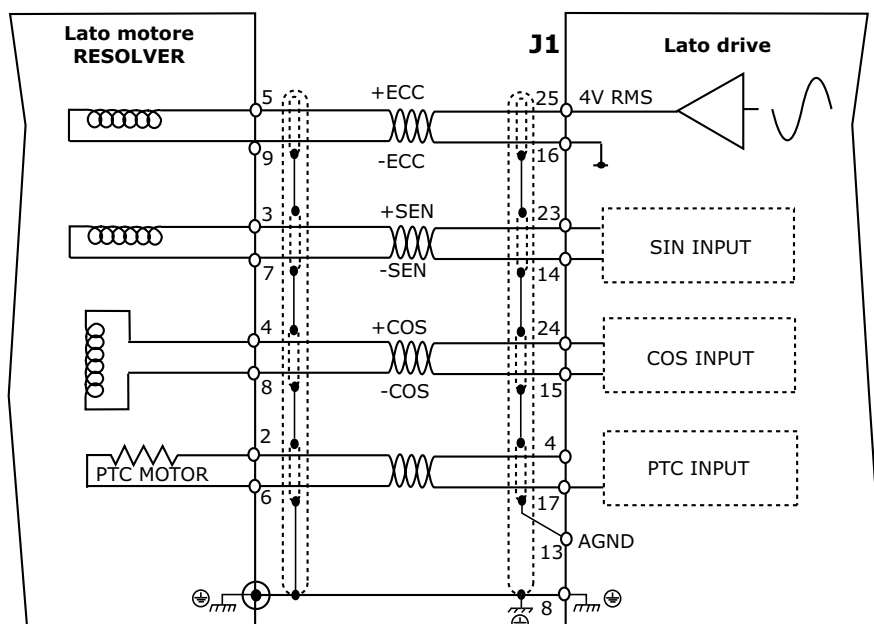 Lato motore
RESOLVER
J1
Lato drive
5
+ECC
25
4V RMS
9
-ECC
16
3
+SEN
23
SIN INPUT
7
-SEN
14
4
+COS
24
COS INPUT
8
-COS
15
2
4
PTC MOTOR
PTC INPUT
6
17
13
AGND
8